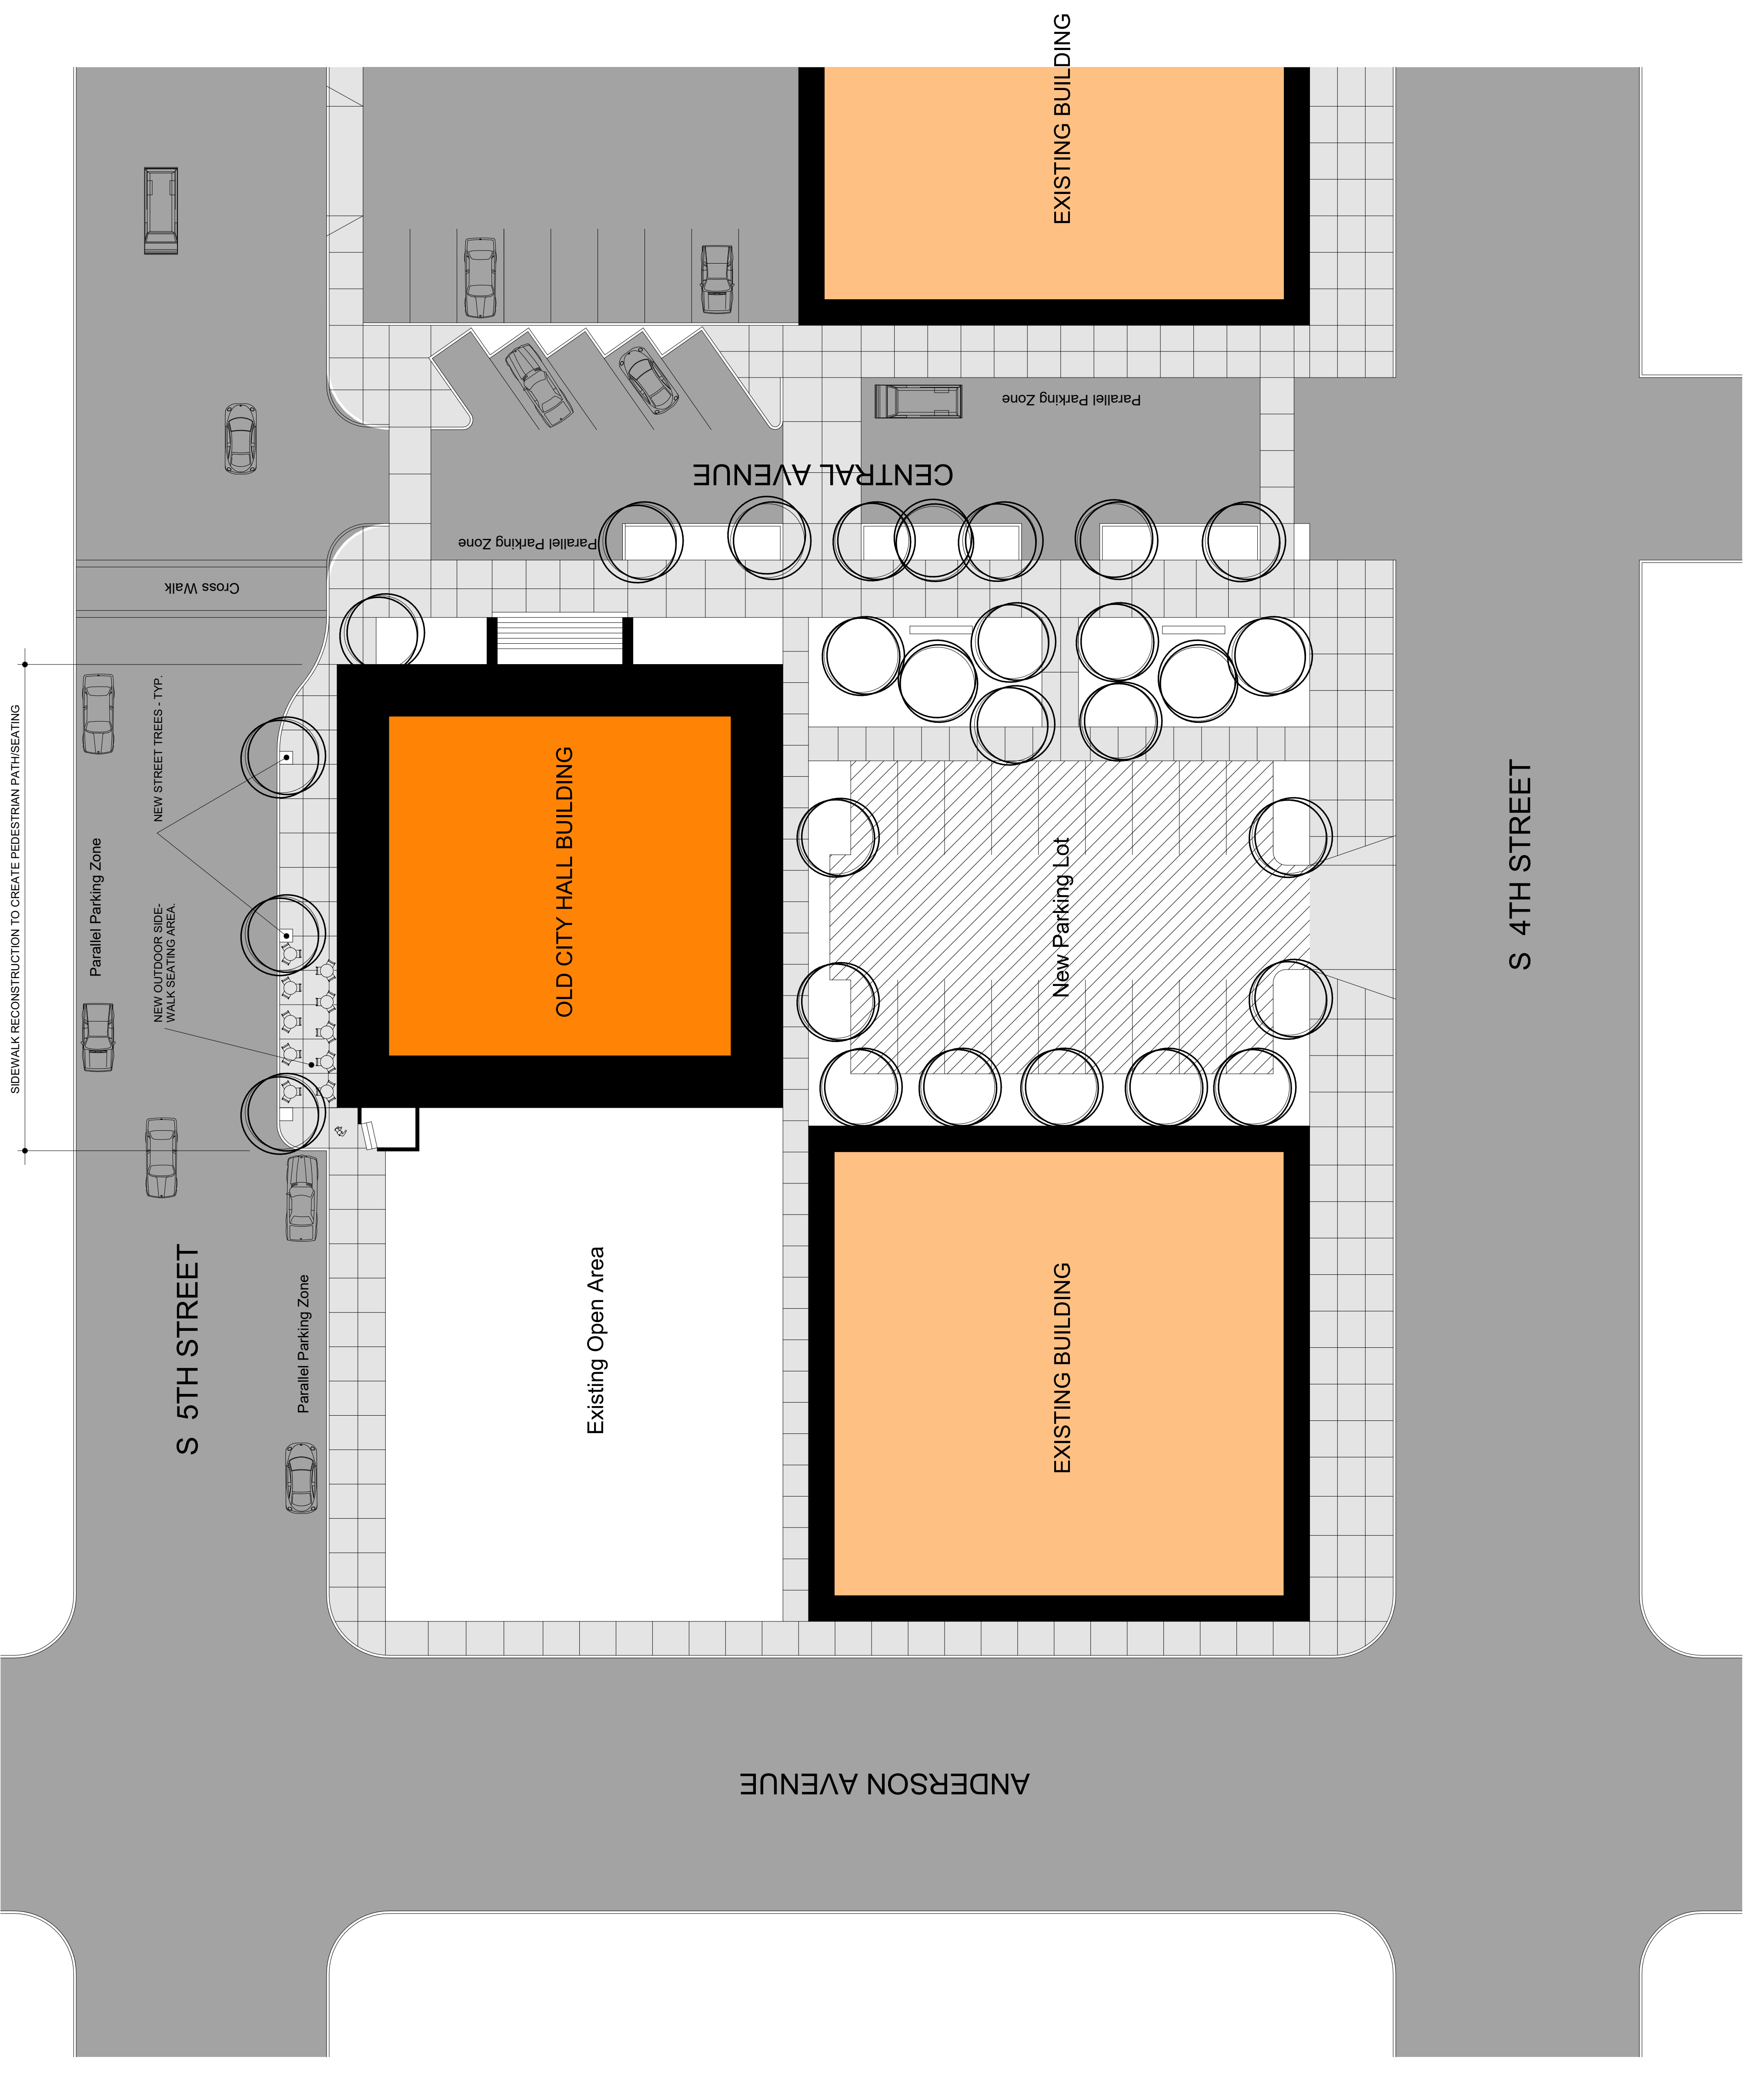 EXISTING BUILDING
Parallel Parking Zone
CENTRAL AVENUE
Parallel Parking Zone
Cross Walk
SIDEWALK RECONSTRUCTION TO CREATE PEDESTRIAN PATH/SEATING
NEW STREET TREES - TYP.
Parallel Parking Zone
NEW OUTDOOR SIDE-
WALK SEATING AREA.
OLD CITY HALL BUILDING
New Parking Lot
S 4TH STREET
S 5TH STREET
Parallel Parking Zone
Existing Open Area
EXISTING BUILDING
ANDERSON AVENUE